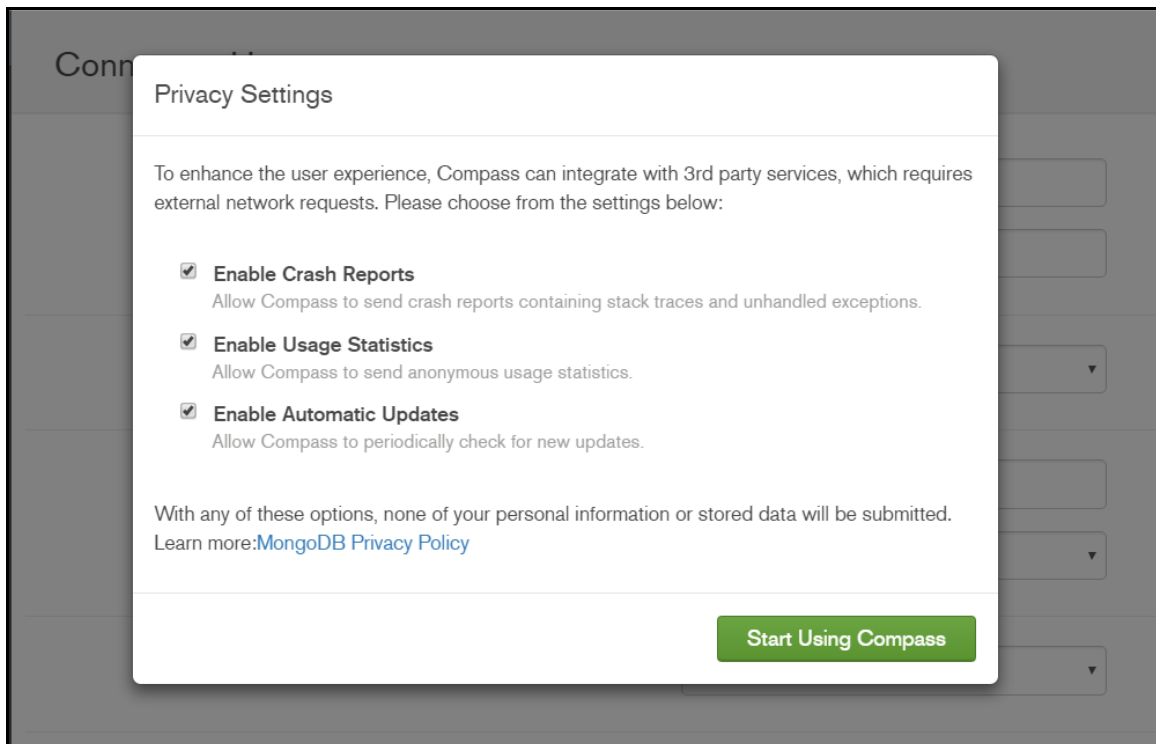 Conn
Privacy Settings
To enhance the user experience, Compass can integrate with 3rd party services, which requires
external network requests. Please choose from the settings below:
Enable Crash Reports
Allow Compass to send crash reports containing stack traces and unhandled exceptions.
Enable Usage Statistics
Allow Compass to send anonymous usage statistics.
Enable Automatic Updates
Allow Compass to periodically check for new updates.
With any of these options, none of your personal information or stored data will be submitted.
Learn more:MongoDB Privacy Policy
Start Using Compass